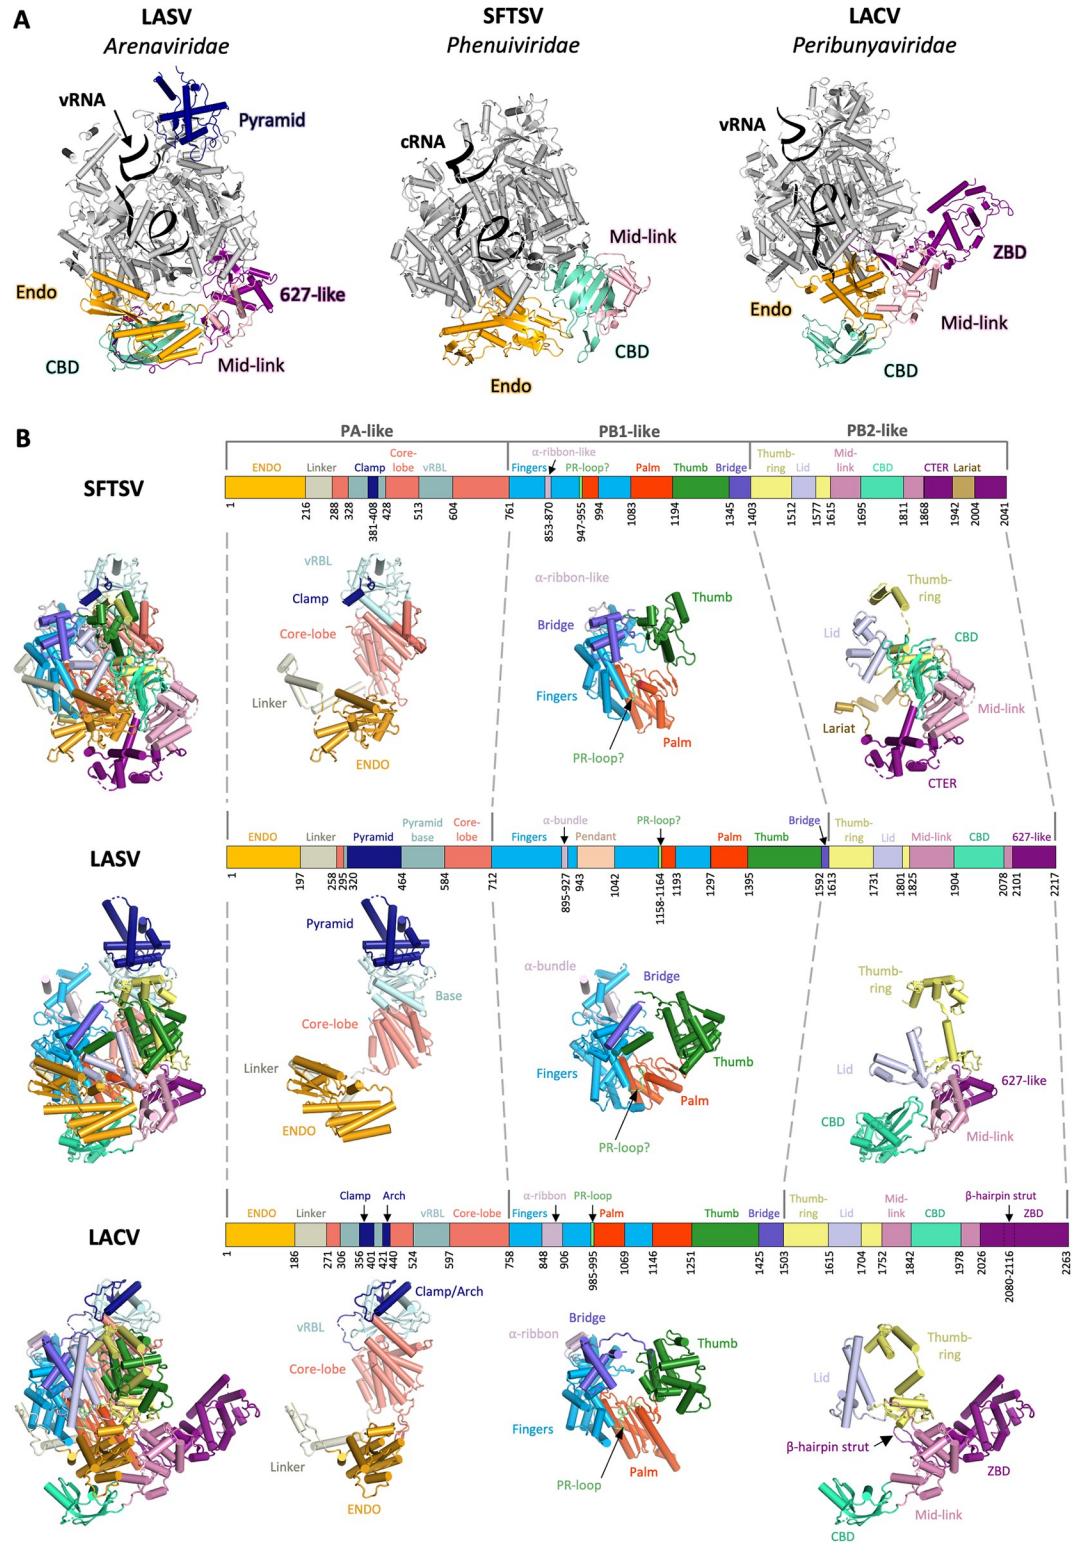 A
LASV
Arenaviridae
SFTSV
Phenuiviridae
LACV
Peribunyaviridae
vRNA
Pyramid
Endo
627-like
CBD
Mid-link
cRNA
Mid-link
CBD
Endo
vRNA
ZBD
Endo
Mid-link
CBD
B
PA-like
PB1-like
PB2-like
SFTSV
ENDO
Linker
Clamp
Core-
lobe
vRBL
Fingers
α-ribbon-like
PR-loop?
Palm
Thumb
Bridge
Thumb-
ring
Lid
Mid-
link
CBD
CTER
Lariat
1
216
288
328
381-408
428
513
604
761
853-870
947-955
994
1083
1194
1345
1403
1512
1577
1615
1695
1811
1868
1942
2004
2041
vRBL
Clamp
Core-lobe
Linker
ENDO
α-ribbon-like
Bridge
Thumb
Fingers
Palm
PR-loop?
Thumb-
ring
Lid
CBD
Mid-link
Lariat
CTER
LASV
ENDO
Linker
Pyramid
Pyramid
base
Core-
lobe
Fingers
α-bundle
Pendant
PR-loop?
Palm
Thumb
Bridge
Thumb-
ring
Lid
Mid-link
CBD
627-like
1
197
258
295
320
464
584
712
895-927
943
1042
1158-1164
1193
1297
1395
1592
1613
1731
1801
1825
1904
2078
2101
2217
Pyramid
Base
Core-lobe
Linker
ENDO
α-bundle
Bridge
Fingers
Thumb
Palm
PR-loop?
Thumb-
ring
Lid
627-like
CBD
Mid-link
LACV
ENDO
Linker
Clamp
Arch
vRBL
Core-lobe
Fingers
α-ribbon
PR-loop
Palm
Thumb
Bridge
Thumb-
ring
Lid
Mid-
link
CBD
β-hairpin strut
ZBD
1
186
271
306
356
401
421
440
524
597
758
848
906
985-995
1069
1146
1251
1425
1503
1615
1704
1752
1842
1978
2026
2080-2116
2263
Clamp/Arch
vRBL
Core-lobe
Linker
ENDO
Bridge
α-ribbon
Thumb
Fingers
Palm
PR-loop
Thumb-
ring
Lid
β-hairpin strut
ZBD
Mid-link
CBD